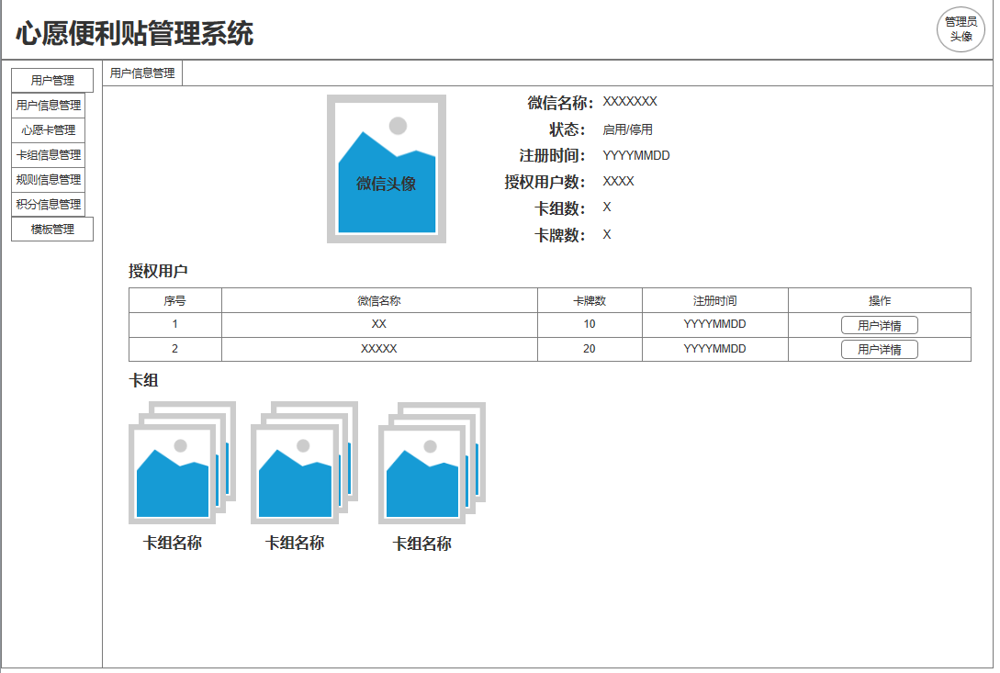 心愿便利贴管理系统
管理员
头像
用户管理
用户信息管理
心愿卡管理
卡组信息管理
规则信息管理
积分信息管理
模板管理
用户信息管理
微信头像
微信名称： XXXXXXX
状态： 启用/停用
注册时间： YYYYMMDD
授权用户数： XXXX
卡组数： X
卡牌数： X
授权用户
序号 微信名称 卡牌数 注册时间 操作
1 XX 10 YYYYMMDD 用户详情
2 XXXXX 20 YYYYMMDD 用户详情
卡组
卡组名称 卡组名称 卡组名称